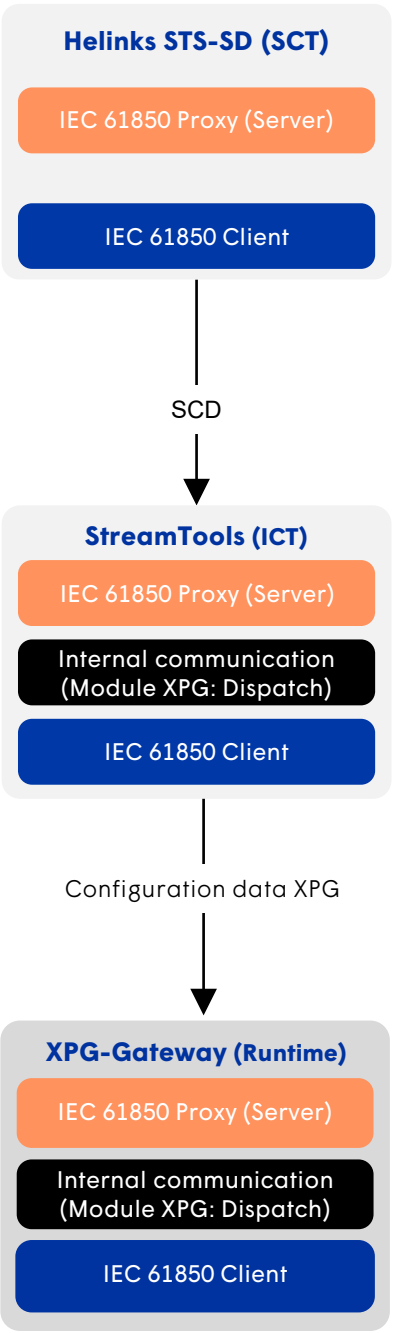 Helinks STS-SD (SCT)
IEC 61850 Proxy (Server)
IEC 61850 Client
SCD
StreamTools (ICT)
IEC 61850 Proxy (Server)
Internal communication
(Module XPG: Dispatch)
IEC 61850 Client
Configuration data XPG
XPG-Gateway (Runtime)
IEC 61850 Proxy (Server)
Internal communication
(Module XPG: Dispatch)
IEC 61850 Client